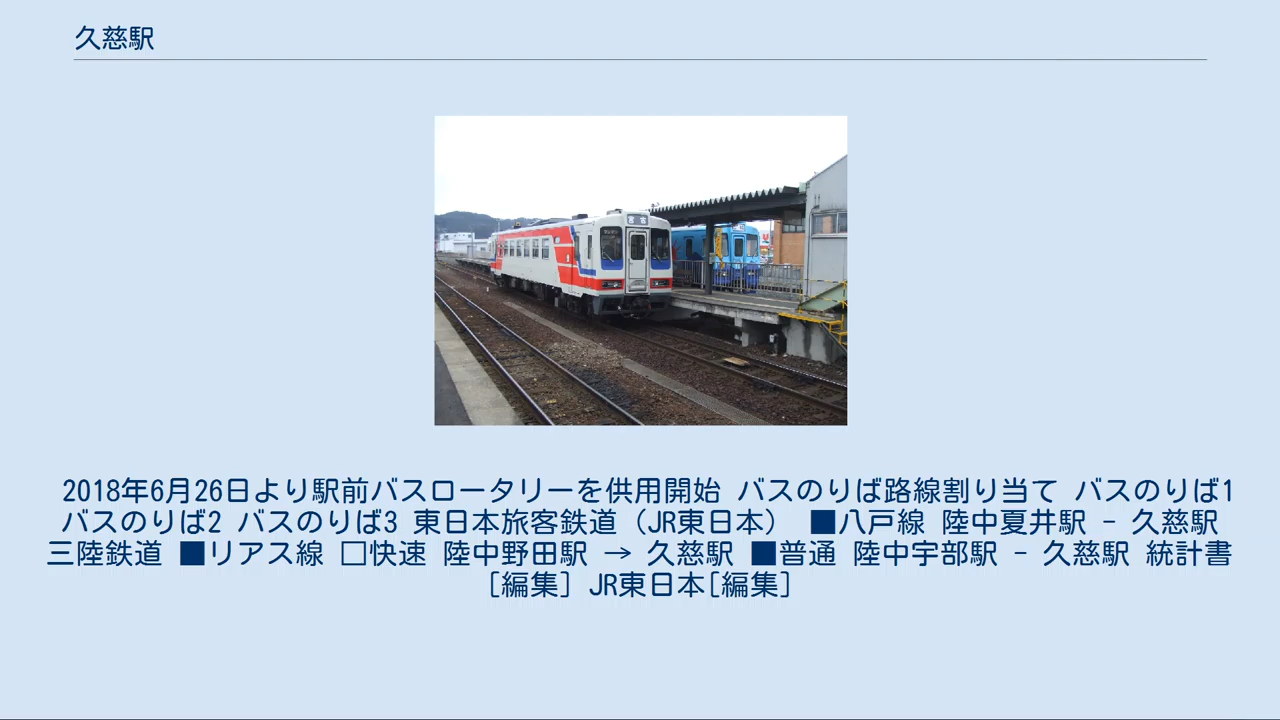 久慈駅
宮古
2018年6月26日より駅前バスロータリーを供用開始 バスのりば路線割り当て バスのりば1
バスのりば2 バスのりば3 東日本旅客鉄道（JR東日本） ■八戸線 陸中夏井駅 - 久慈駅
三陸鉄道 ■リアス線 □快速 陸中野田駅 → 久慈駅 ■普通 陸中宇部駅 - 久慈駅 統計書
[編集] JR東日本[編集]